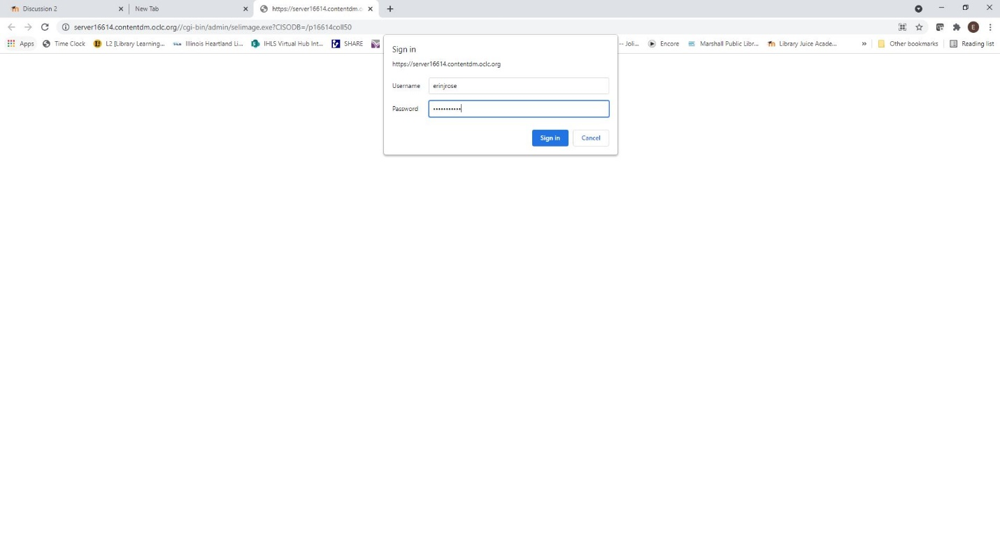 Discussion 2
New Tab
https://server16614.contentdm.o
server16614.contentdm.oclc.org//cgi-bin/admin/selimage.exe?CISODB=/p16614coll50
E
Apps Time Clock L2 [Library Learning... Illinois Heartland Li... IHLS Virtual Hub Int... SHARE -- Joli... Encore Marshall Public Libr... Library Juice Acade... » Other bookmarks Reading list
Sign in
https://server16614.contentdm.oclc.org
Username erinjrose
Password •••••••••••
Sign in Cancel